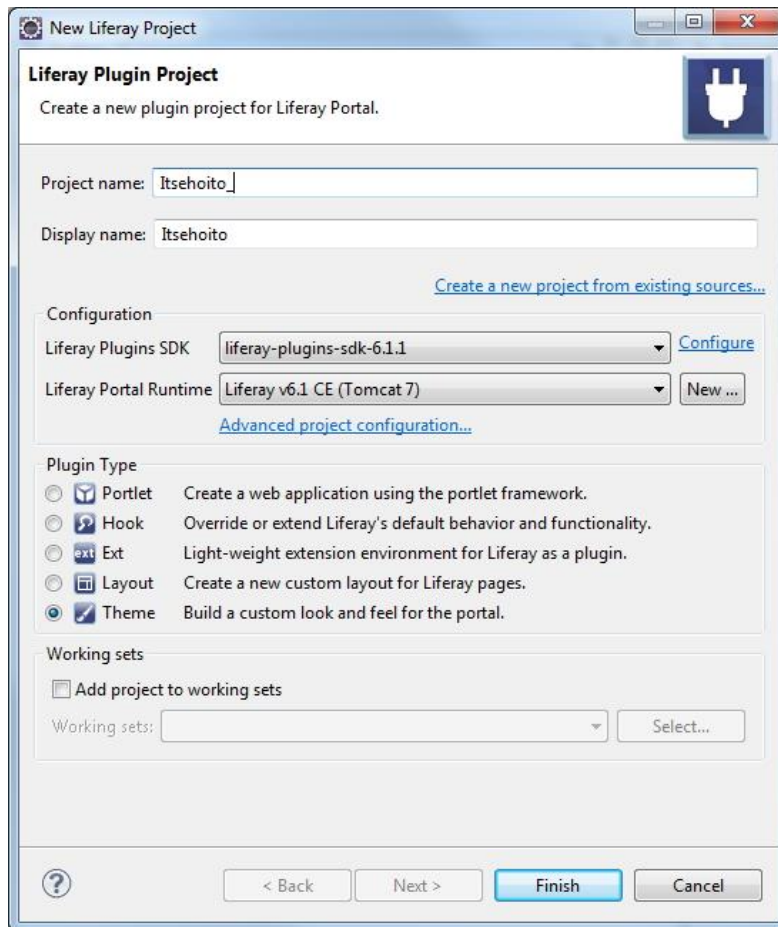 New Liferay Project
Liferay Plugin Project
Create a new plugin project for Liferay Portal.
Project name: Itsehoito_
Display name: Itsehoito
Create a new project from existing sources...
Configuration
Liferay Plugins SDK liferay-plugins-sdk-6.1.1 Configure
Liferay Portal Runtime Liferay v6.1 CE (Tomcat 7) New ...
Advanced project configuration...
Plugin Type
Portlet Create a web application using the portlet framework.
Hook Override or extend Liferay's default behavior and functionality.
ext Ext Light-weight extension environment for Liferay as a plugin.
Layout Create a new custom layout for Liferay pages.
Theme Build a custom look and feel for the portal.
Working sets
Add project to working sets
Working sets: Select...
? < Back Next > Finish Cancel